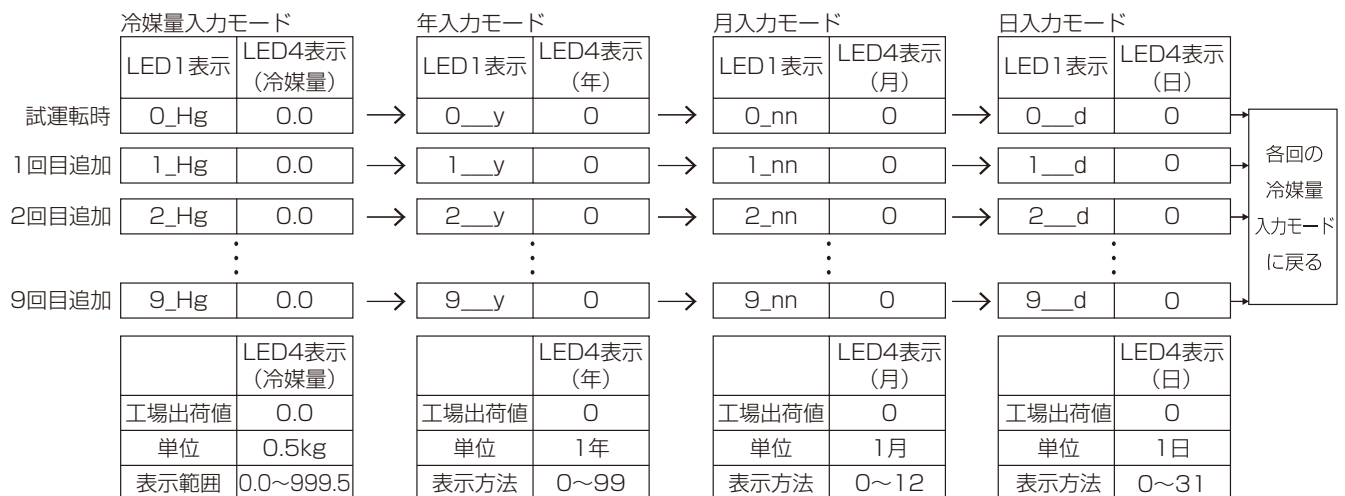 冷媒量入力モード 年入力モード 月入力モード 日入力モード
LED1表示 LED4表示 LED1表示 LED4表示 LED1表示 LED4表示 LED1表示 LED4表示
(冷媒量) (年) (月) (日)
試運転時 0_Hg 0.0 → 0__y 0 → 0_nn 0 → 0__d 0 →
1回目追加 1_Hg 0.0 → 1__y 0 → 1_nn 0 → 1__d 0 →
2回目追加 2_Hg 0.0 → 2__y 0 → 2_nn 0 → 2__d 0 →
9回目追加 9_Hg 0.0 → 9__y 0 → 9_nn 0 → 9__d 0 →
各回の
冷媒量
入力モード
に戻る
LED4表示 LED4表示 LED4表示 LED4表示
(冷媒量) (年) (月) (日)
工場出荷値 0.0 工場出荷値 0 工場出荷値 0 工場出荷値 0
単位 0.5kg 単位 1年 単位 1月 単位 1日
表示範囲 0.0～999.5 表示方法 0～99 表示方法 0～12 表示方法 0～31